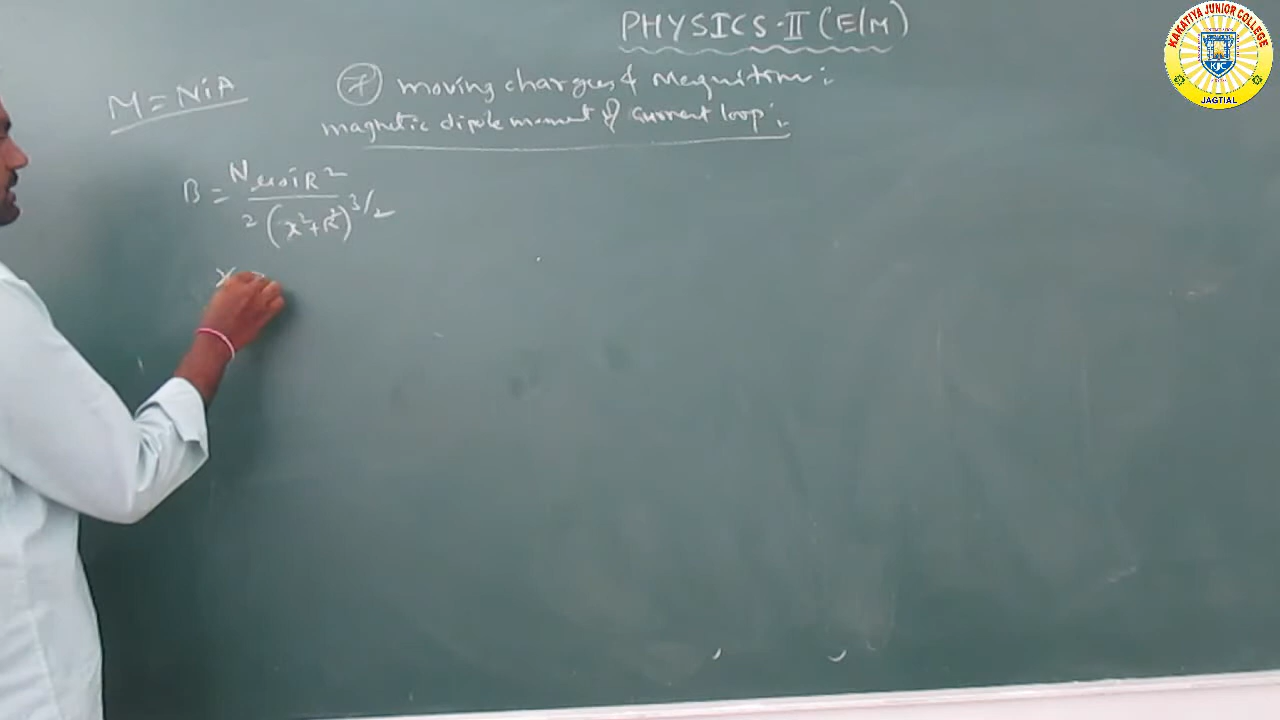 PHYSICS-II (E/M)
⑦ moving charges & Magnitism:
magnetic dipole moment of current loop:
M = NiA
B = Nμ₀iR² / 2(x²+R²)^3/2
x
KAKATIYA JUNIOR COLLEGE
KJC
JAGTIAL